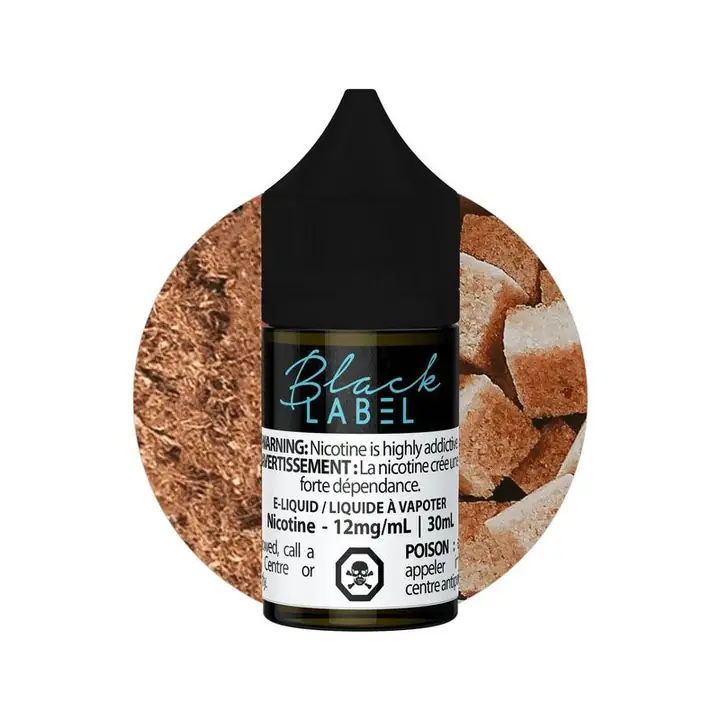 Black
LABEL
WARNING: Nicotine is highly addictive
AVERTISSEMENT : La nicotine crée une
forte dépendance.
E-LIQUID / LIQUIDE À VAPOTER
Nicotine - 12mg/mL | 30mL
call a
Centre or
POISON :
appeler
centre